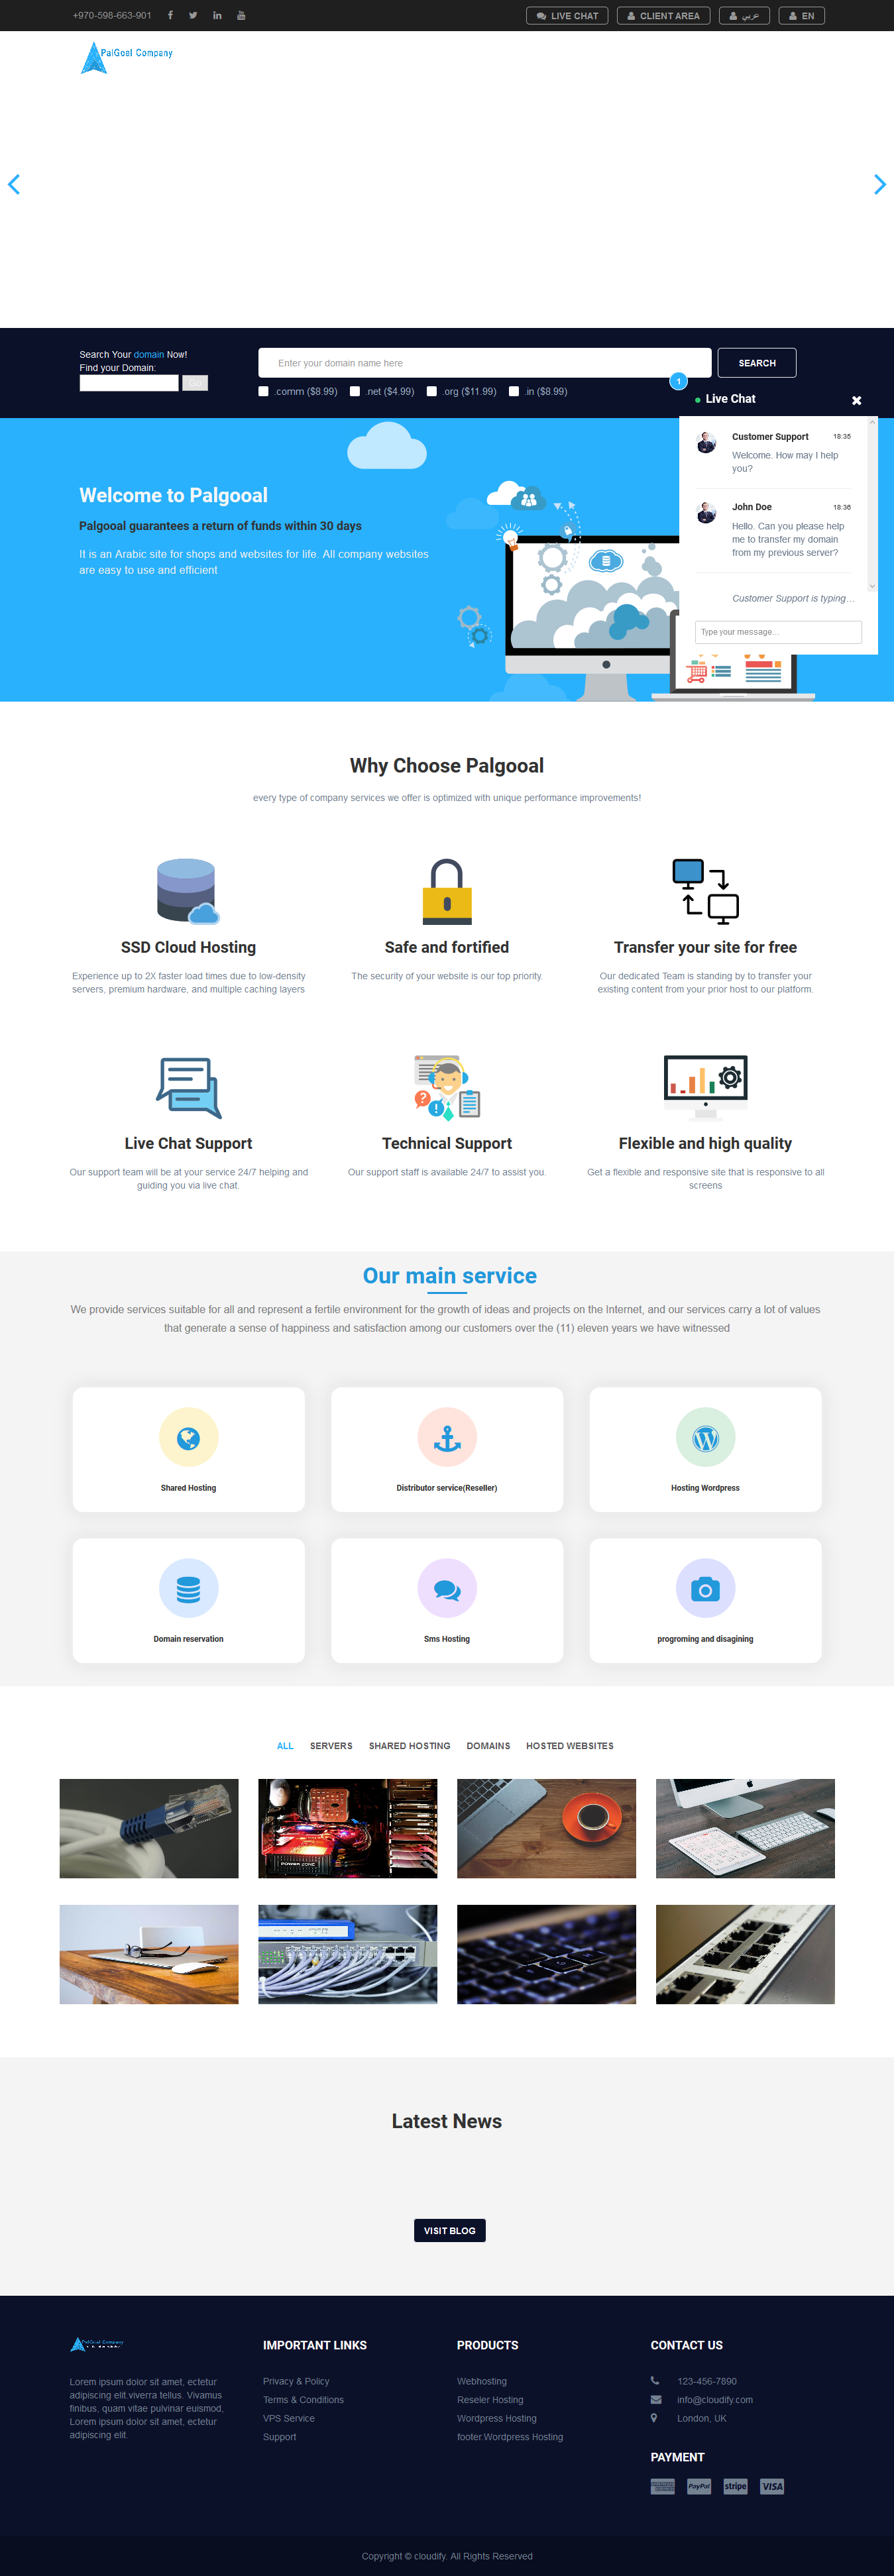 +970-598-663-901
LIVE CHAT
CLIENT AREA
عربي
EN
PalGoal Company
Search Your domain Now!
Find your Domain:
Go
Enter your domain name here
SEARCH
.comm ($8.99)
.net ($4.99)
.org ($11.99)
.in ($8.99)
1
Live Chat
Customer Support
18:35
Welcome. How may I help
you?
John Doe
18:36
Hello. Can you please help
me to transfer my domain
from my previous server?
Customer Support is typing...
Type your message...
Welcome to Palgooal
Palgooal guarantees a return of funds within 30 days
It is an Arabic site for shops and websites for life. All company websites
are easy to use and efficient
Why Choose Palgooal
every type of company services we offer is optimized with unique performance improvements!
SSD Cloud Hosting
Experience up to 2X faster load times due to low-density
servers, premium hardware, and multiple caching layers
Safe and fortified
The security of your website is our top priority.
Transfer your site for free
Our dedicated Team is standing by to transfer your
existing content from your prior host to our platform.
Live Chat Support
Our support team will be at your service 24/7 helping and
guiding you via live chat.
Technical Support
Our support staff is available 24/7 to assist you.
Flexible and high quality
Get a flexible and responsive site that is responsive to all
screens
Our main service
We provide services suitable for all and represent a fertile environment for the growth of ideas and projects on the Internet, and our services carry a lot of values
that generate a sense of happiness and satisfaction among our customers over the (11) eleven years we have witnessed
Shared Hosting
Distributor service(Reseller)
Hosting Wordpress
Domain reservation
Sms Hosting
progroming and disagining
ALL
SERVERS
SHARED HOSTING
DOMAINS
HOSTED WEBSITES
POWER ZONE
Latest News
VISIT BLOG
PalGoal Company
Lorem ipsum dolor sit amet, ectetur
adipiscing elit.viverra tellus. Vivamus
finibus, quam vitae pulvinar euismod,
Lorem ipsum dolor sit amet, ectetur
adipiscing elit.
IMPORTANT LINKS
Privacy & Policy
Terms & Conditions
VPS Service
Support
PRODUCTS
Webhosting
Reseler Hosting
Wordpress Hosting
footer.Wordpress Hosting
CONTACT US
123-456-7890
info@cloudify.com
London, UK
PAYMENT
PayPal
stripe
VISA
Copyright © cloudify. All Rights Reserved